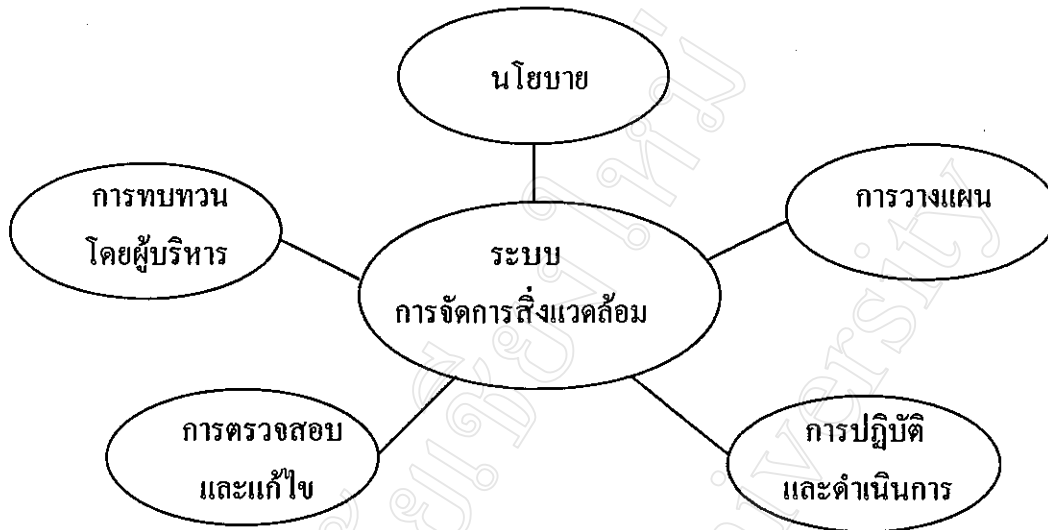 นโยบาย
การทบทวน
โดยผู้บริหาร
การวางแผน
ระบบ
การจัดการสิ่งแวดล้อม
การตรวจสอบ
และแก้ไข
การปฏิบัติ
และดำเนินการ